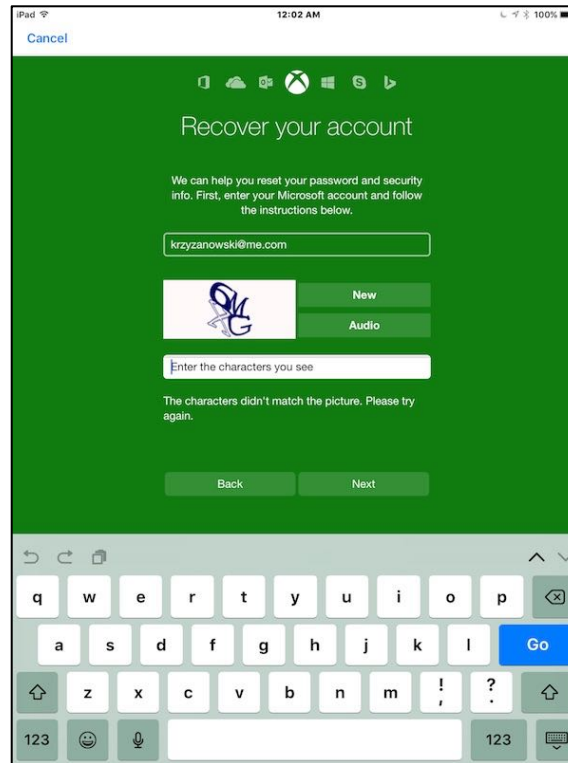 iPad 12:02 AM 100%
Cancel
Recover your account
We can help you reset your password and security
info. First, enter your Microsoft account and follow
the instructions below.
krzyzanowski@me.com
New
Audio
Enter the characters you see
The characters didn't match the picture. Please try
again.
Back Next
q w e r t y u i o p
a s d f g h j k l Go
z x c v b n m ! , ? .
123 123